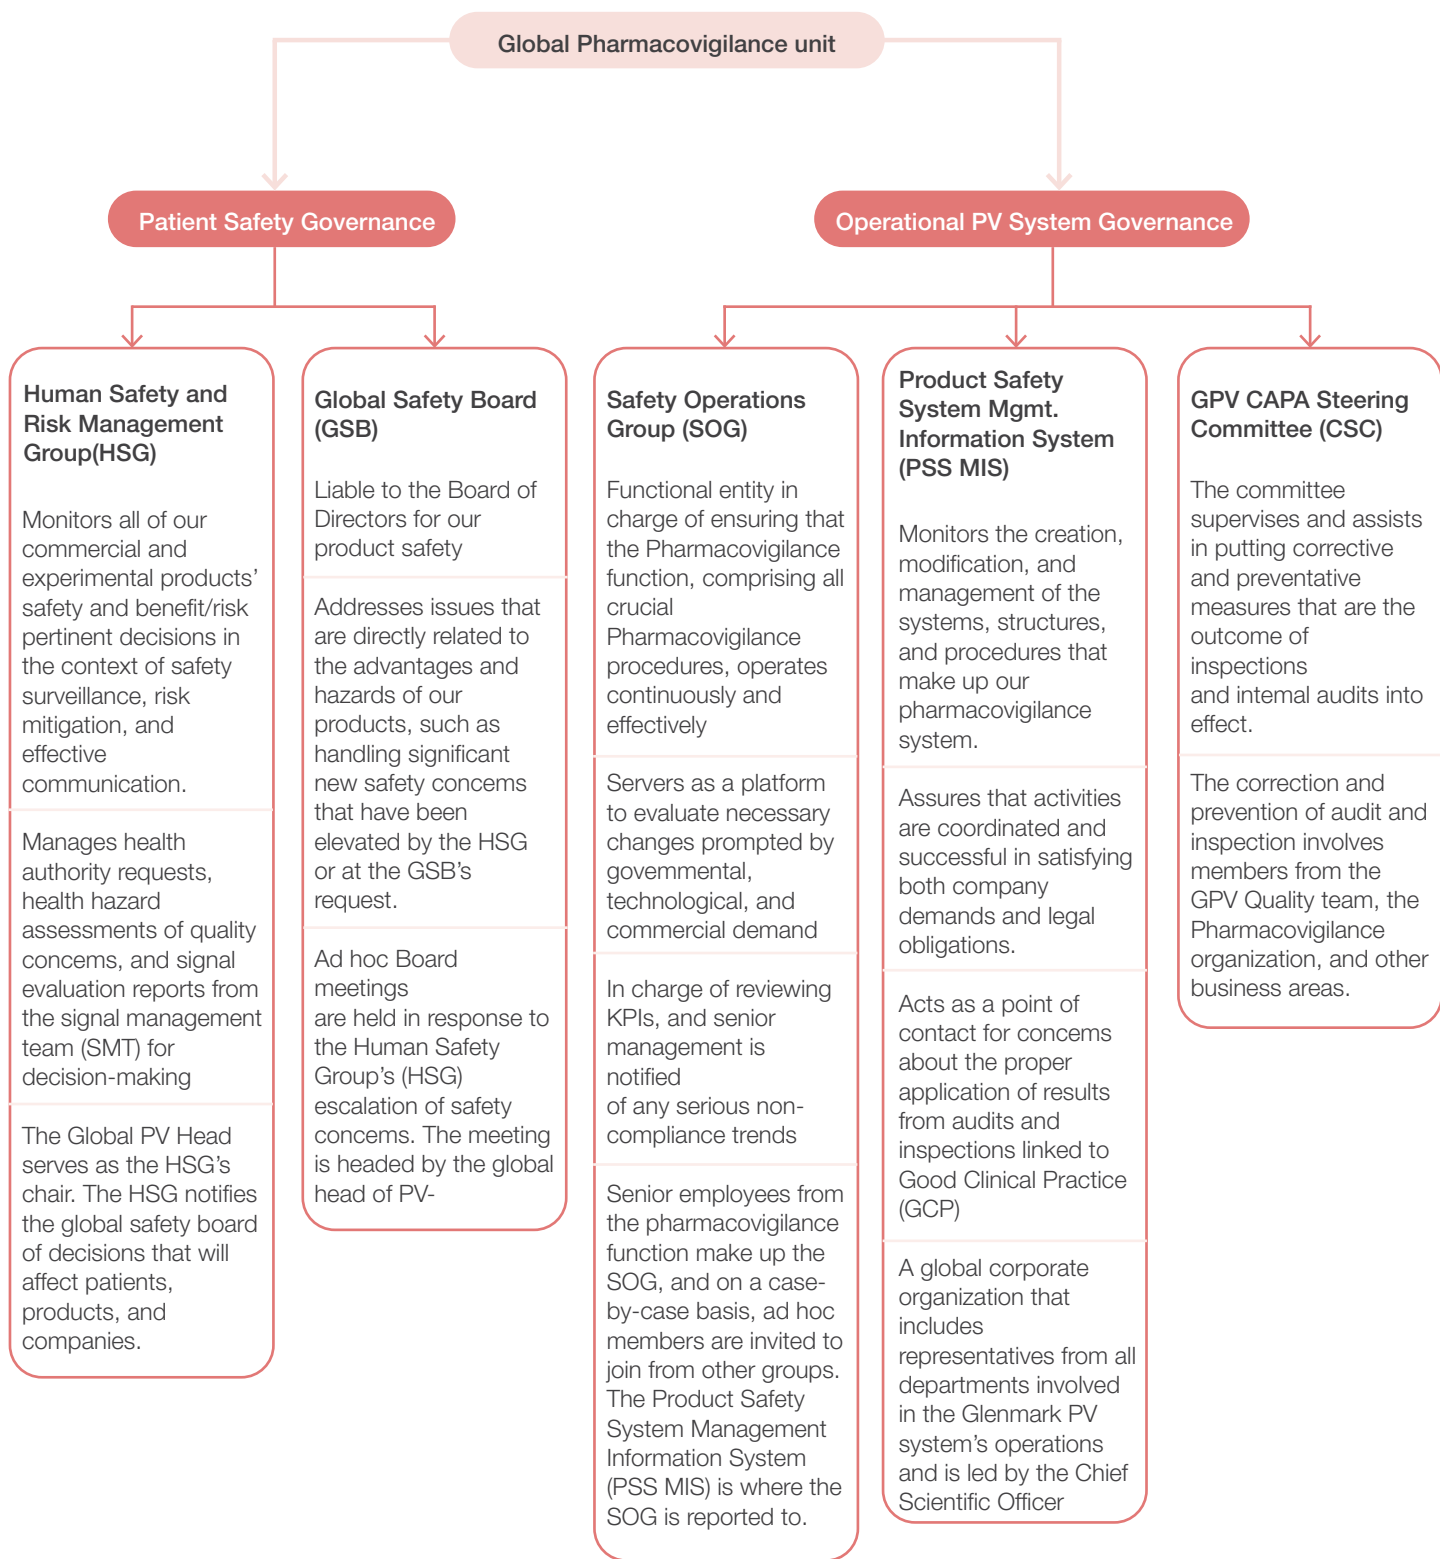 Global Pharmacovigilance unit
Patient Safety Governance
Operational PV System Governance
Human Safety and
Risk Management
Group(HSG)
Monitors all of our
commercial and
experimental products’
safety and benefit/risk
pertinent decisions in
the context of safety
surveillance, risk
mitigation, and
effective
communication.
Manages health
authority requests,
health hazard
assessments of quality
concerns, and signal
evaluation reports from
the signal management
team (SMT) for
decision-making
The Global PV Head
serves as the HSG’s
chair. The HSG notifies
the global safety board
of decisions that will
affect patients,
products, and
companies.
Global Safety Board
(GSB)
Liable to the Board of
Directors for our
product safety
Addresses issues that
are directly related to
the advantages and
hazards of our
products, such as
handling significant
new safety concerns
that have been
elevated by the HSG
or at the GSB’s
request.
Ad hoc Board
meetings
are held in response to
the Human Safety
Group’s (HSG)
escalation of safety
concerns. The meeting
is headed by the global
head of PV-
Safety Operations
Group (SOG)
Functional entity in
charge of ensuring that
the Pharmacovigilance
function, comprising all
crucial
Pharmacovigilance
procedures, operates
continuously and
effectively
Servers as a platform
to evaluate necessary
changes prompted by
governmental,
technological, and
commercial demand
In charge of reviewing
KPIs, and senior
management is
notified
of any serious non-
compliance trends
Senior employees from
the pharmacovigilance
function make up the
SOG, and on a case-
by-case basis, ad hoc
members are invited to
join from other groups.
The Product Safety
System Management
Information System
(PSS MIS) is where the
SOG is reported to.
Product Safety
System Mgmt.
Information System
(PSS MIS)
Monitors the creation,
modification, and
management of the
systems, structures,
and procedures that
make up our
pharmacovigilance
system.
Assures that activities
are coordinated and
successful in satisfying
both company
demands and legal
obligations.
Acts as a point of
contact for concerns
about the proper
application of results
from audits and
inspections linked to
Good Clinical Practice
(GCP)
A global corporate
organization that
includes
representatives from all
departments involved
in the Glenmark PV
system’s operations
and is led by the Chief
Scientific Officer
GPV CAPA Steering
Committee (CSC)
The committee
supervises and assists
in putting corrective
and preventative
measures that are the
outcome of
inspections
and internal audits into
effect.
The correction and
prevention of audit and
inspection involves
members from the
GPV Quality team, the
Pharmacovigilance
organization, and other
business areas.